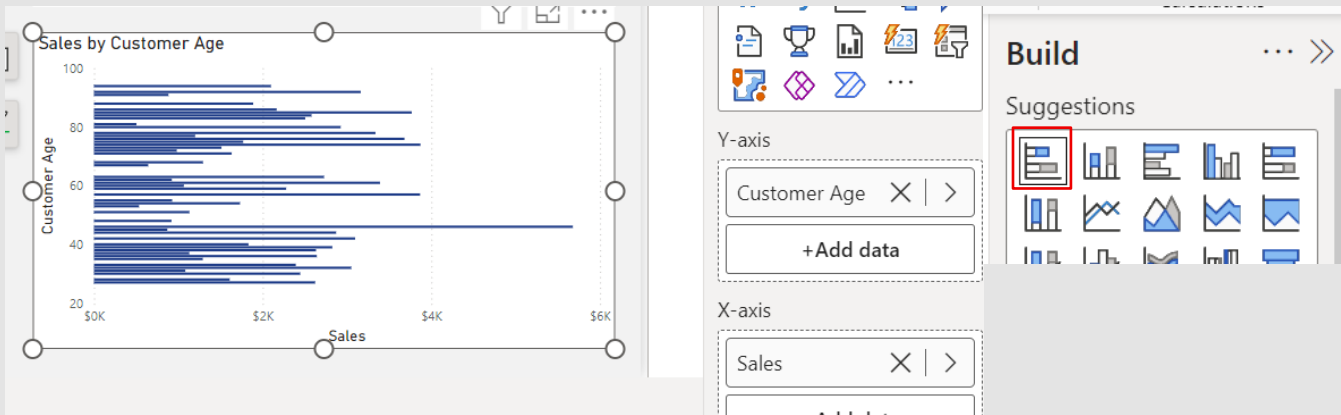 Sales by Customer Age
100
80
60
40
20
Customer Age
$0K
$2K
$4K
$6K
Sales
123
Y-axis
Customer Age
+Add data
X-axis
Sales
Build
Suggestions